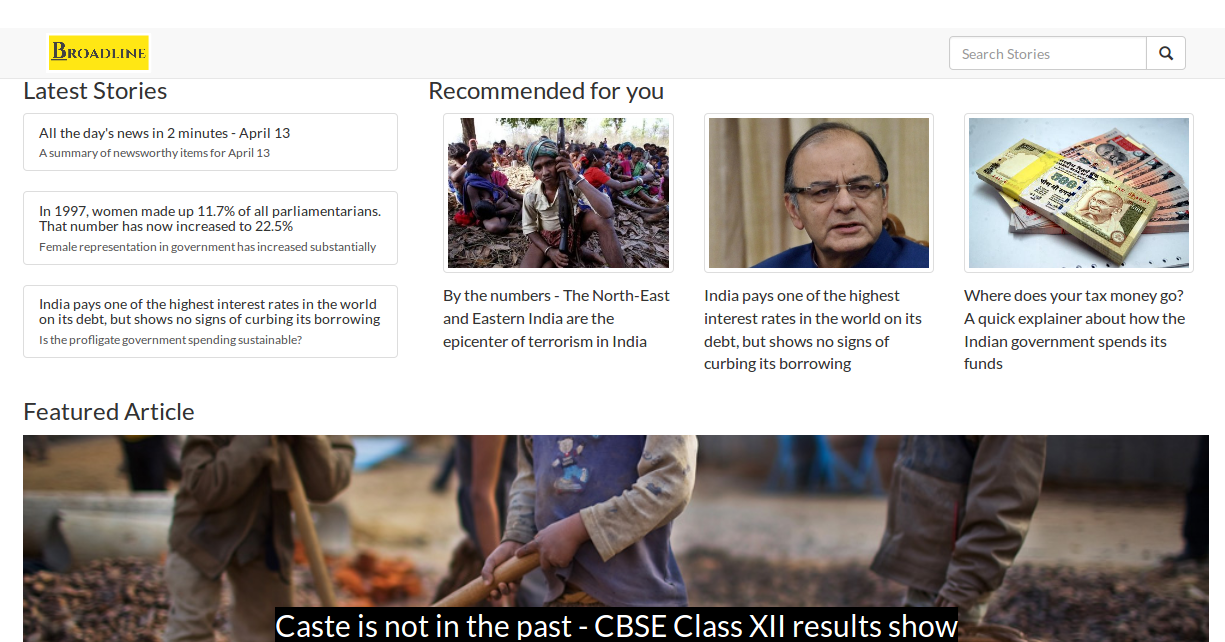 BROADLINE
Search Stories
Latest Stories
All the day's news in 2 minutes - April 13
A summary of newsworthy items for April 13
In 1997, women made up 11.7% of all parliamentarians.
That number has now increased to 22.5%
Female representation in government has increased substantially
India pays one of the highest interest rates in the world
on its debt, but shows no signs of curbing its borrowing
Is the profligate government spending sustainable?
Recommended for you
By the numbers - The North-East
and Eastern India are the
epicenter of terrorism in India
India pays one of the highest
interest rates in the world on its
debt, but shows no signs of
curbing its borrowing
500
Where does your tax money go?
A quick explainer about how the
Indian government spends its
funds
Featured Article
Caste is not in the past - CBSE Class XII results show